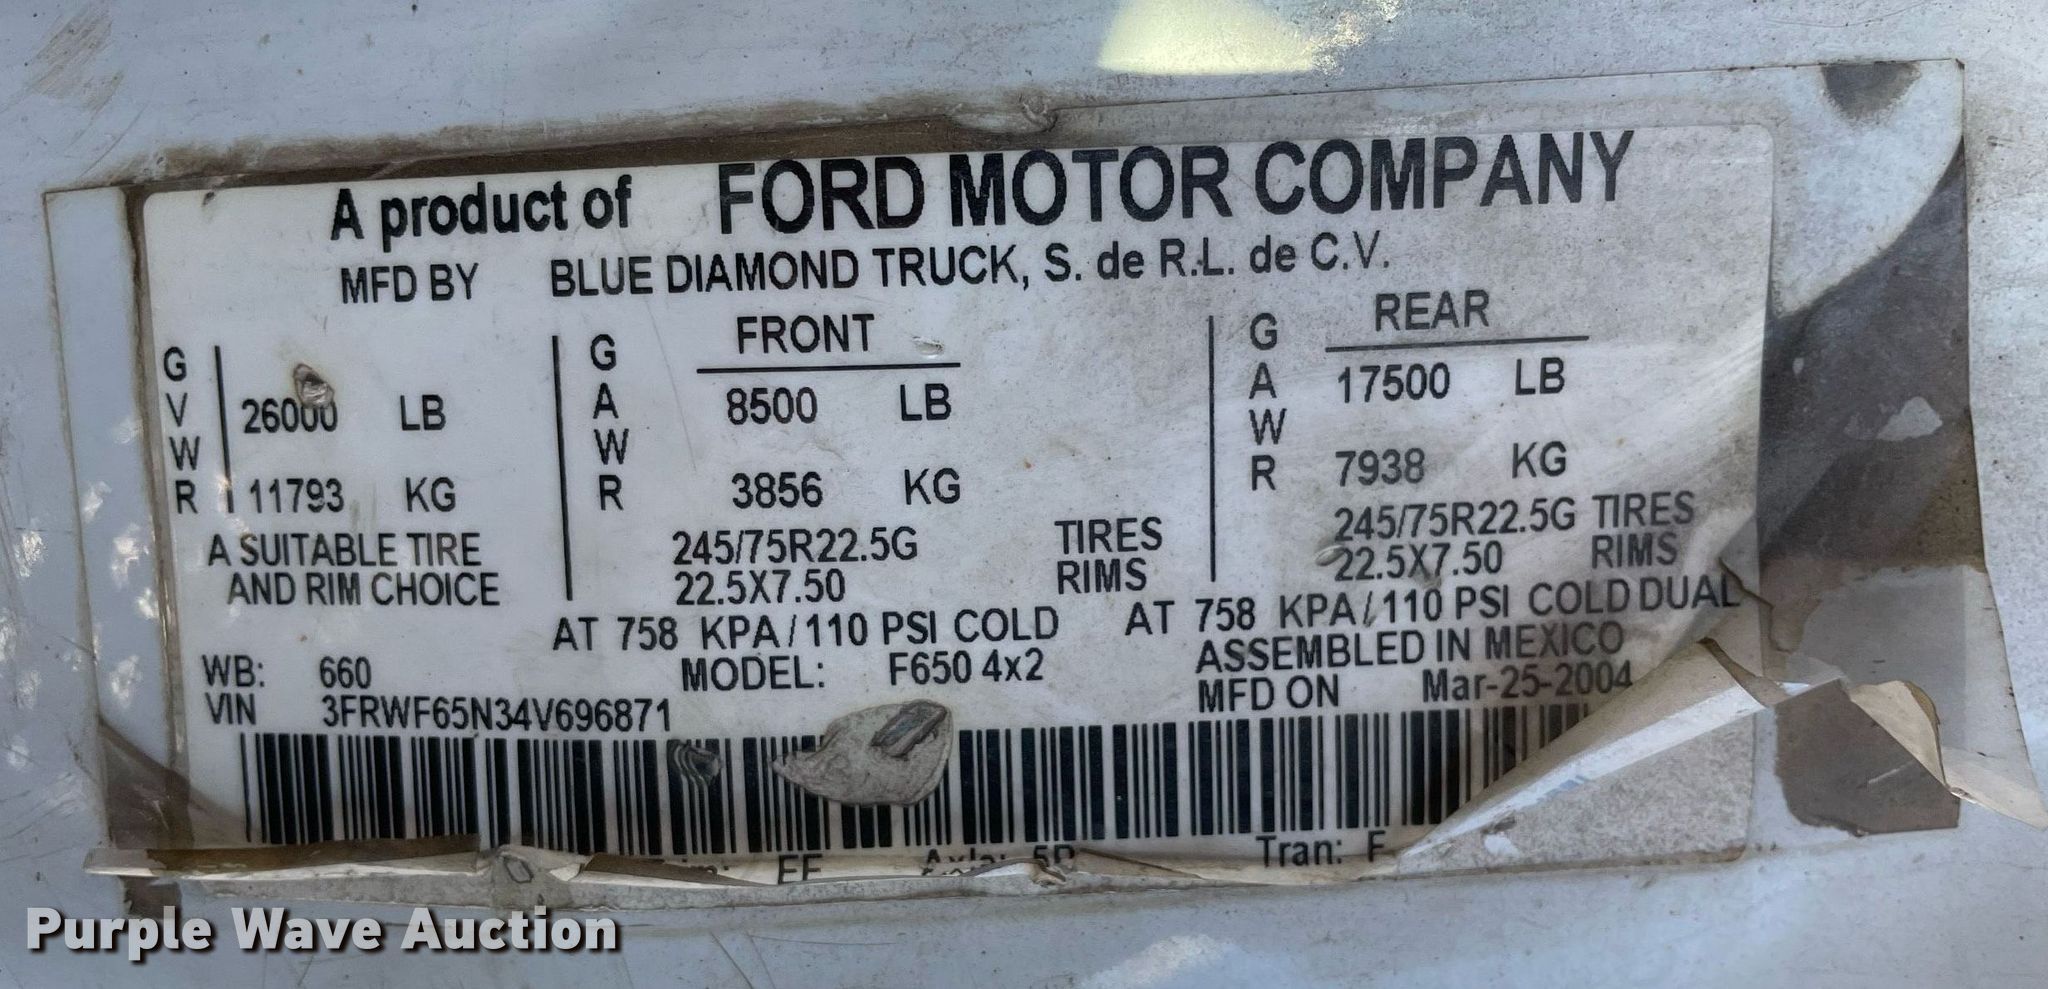 A product of FORD MOTOR COMPANY
MFD BY BLUE DIAMOND TRUCK, S. de R.L. de C.V.
GVWR 26000 LB
11793 KG
GAWR FRONT
8500 LB
3856 KG
GAWR REAR
17500 LB
7938 KG
A SUITABLE TIRE
AND RIM CHOICE
245/75R22.5G TIRES
22.5X7.50 RIMS
AT 758 KPA/110 PSI COLD
245/75R22.5G TIRES
22.5X7.50 RIMS
AT 758 KPA/110 PSI COLD DUAL
WB: 660 MODEL: F650 4x2 ASSEMBLED IN MEXICO
VIN 3FRWF65N34V696871 MFD ON Mar-25-2004
Tran: F
Purple Wave Auction